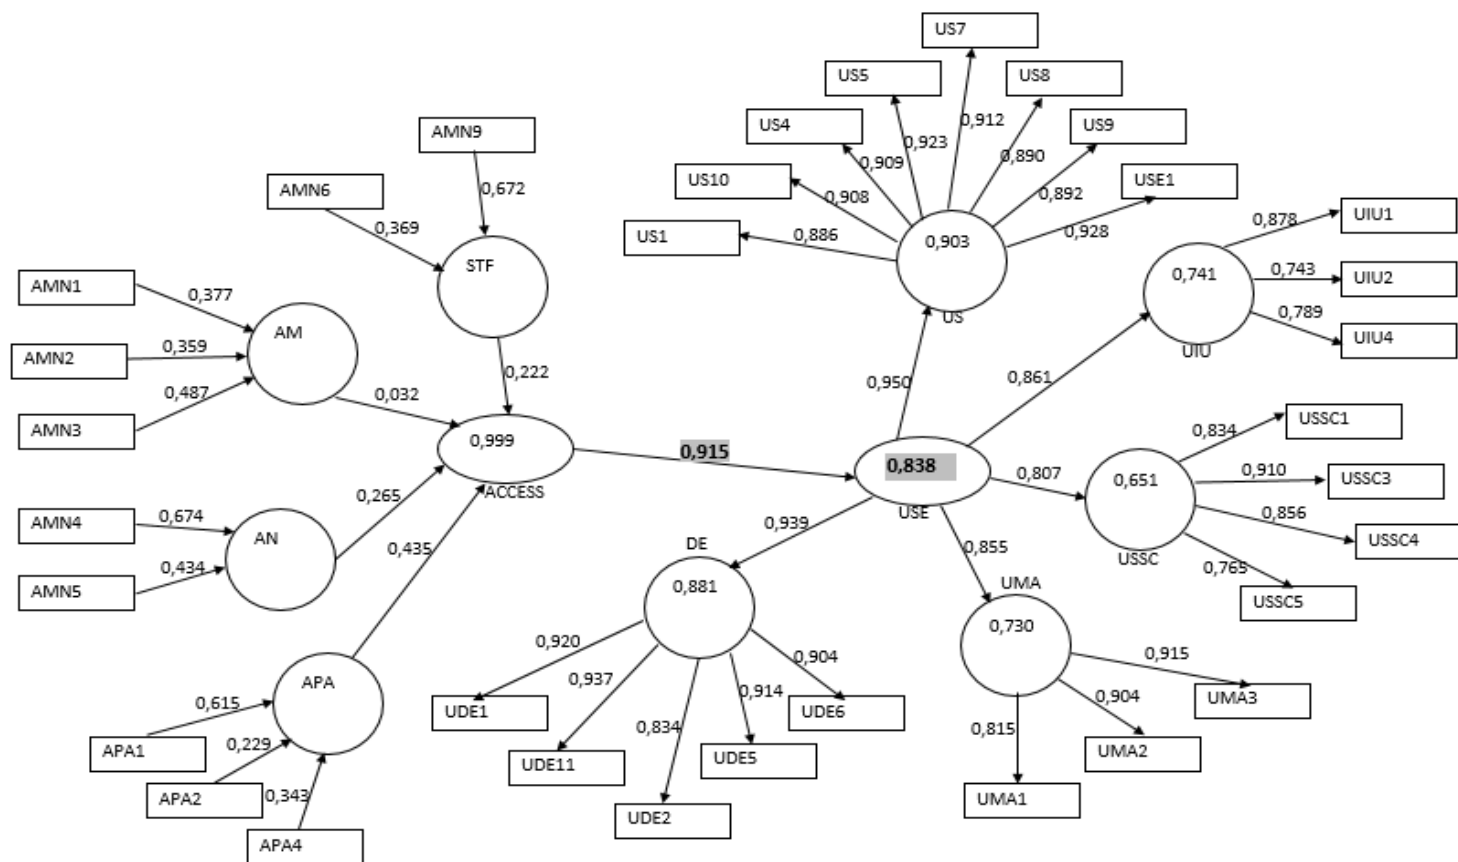 US7
US5
US8
AMN9
US4
0,912
US9
0,923
0,890
0,909
AMN6
0,672
US10
0,892
USE1
0,908
0,369
US1
0,886
0,903
0,928
0,878
UIU1
STF
0,741
0,743
UIU2
AMN1
0,377
US
0,789
AM
UIU4
UIU
AMN2
0,359
0,222
0,950
0,861
0,487
0,032
AMN3
0,834
USSC1
0,999
0,915
0,838
0,807
0,910
0,651
USSC3
ACCESS
0,265
USE
0,856
AMN4
0,674
AN
0,939
USSC4
0,435
DE
0,855
USSC
0,765
AMN5
0,434
0,881
UMA
USSC5
0,730
0,920
0,904
0,915
APA
0,937
0,914
0,615
UDE1
UDE6
0,904
UMA3
0,834
0,815
APA1
0,229
UDE11
UDE5
UMA2
APA2
0,343
UMA1
UDE2
APA4